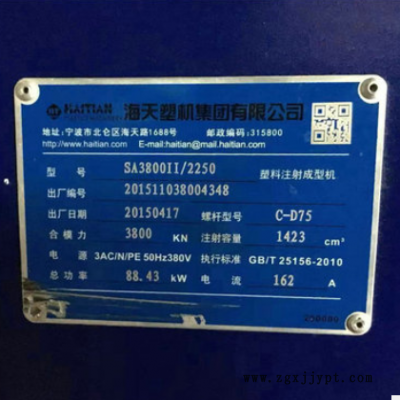 HAITIAN 海天塑机集团有限公司
地址:宁波市北仑区海天路1688号 邮政编码:315800
http://www.haitian.com E-mail:haitian@mail.haitian.com
型 号 SA3800II/2250 塑料注射成型机
出厂编号 201511038004348
出厂日期 20150417 螺杆型号 C-D75
合模力 3800 KN 注射容量 1423 cm³
电 源 3AC/N/PE 50Hz380V 执行标准 GB/T 25156-2010
总功率 88.43 kW 电 流 162 A
www.zgxjjypt.com